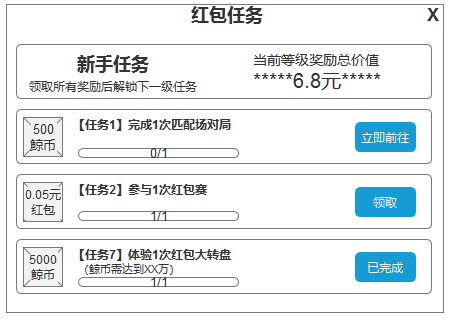 红包任务
X
新手任务
领取所有奖励后解锁下一级任务
当前等级奖励总价值
*****6.8元*****
500
鲸币
【任务1】完成1次匹配场对局
0/1
立即前往
0.05元
红包
【任务2】参与1次红包赛
1/1
领取
5000
鲸币
【任务7】体验1次红包大转盘
(鲸币需达到XX万)
1/1
已完成